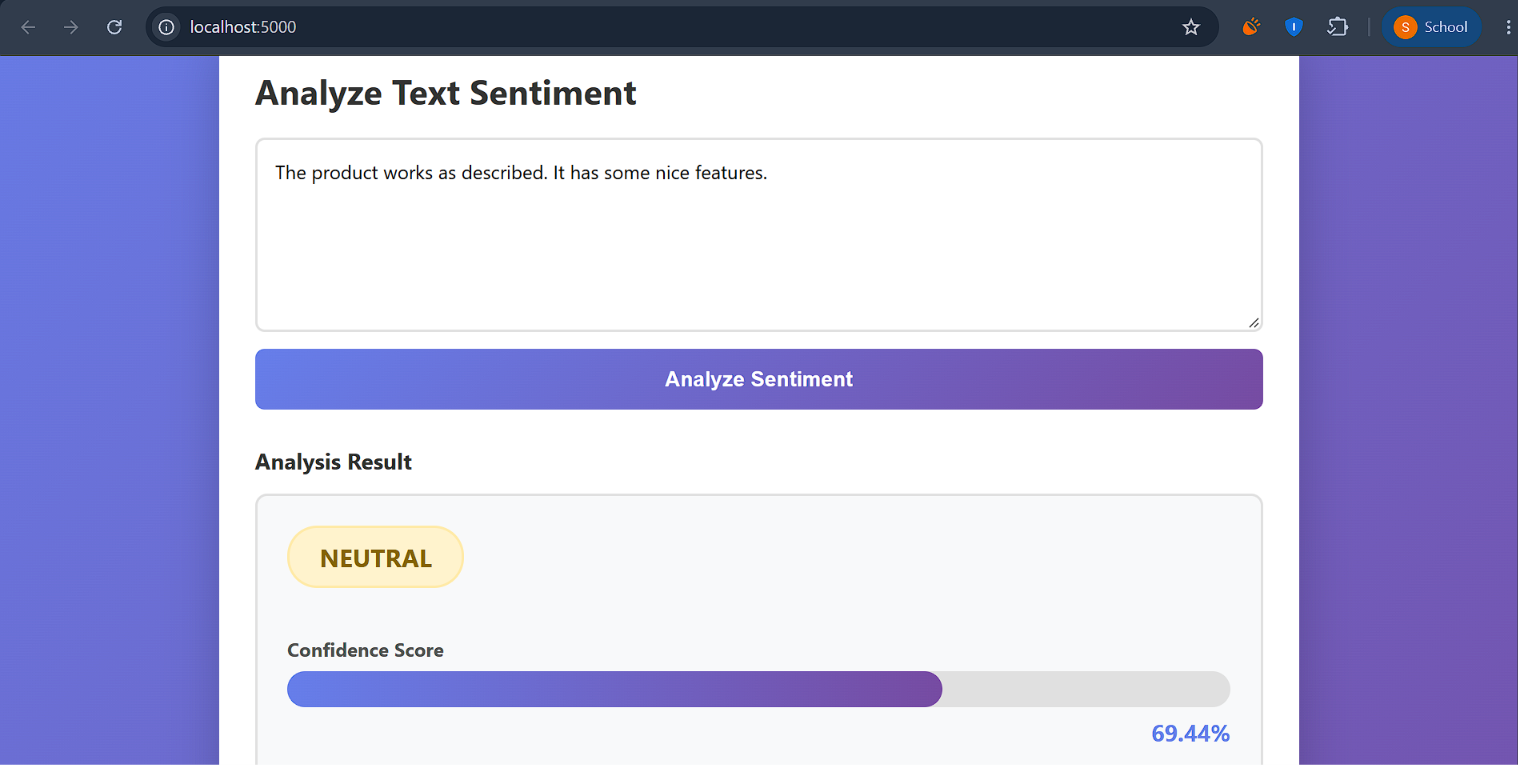 localhost:5000
S School
Analyze Text Sentiment
The product works as described. It has some nice features.
Analyze Sentiment
Analysis Result
NEUTRAL
Confidence Score
69.44%